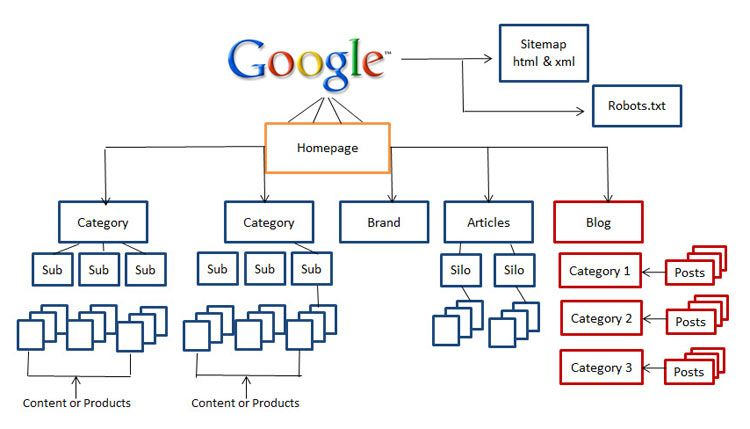 Google™
Sitemap
html & xml
Robots.txt
Homepage
Category
Category
Brand
Articles
Blog
Sub
Sub
Sub
Sub
Sub
Sub
Silo
Silo
Category 1
Posts
Category 2
Posts
Category 3
Posts
Content or Products
Content or Products